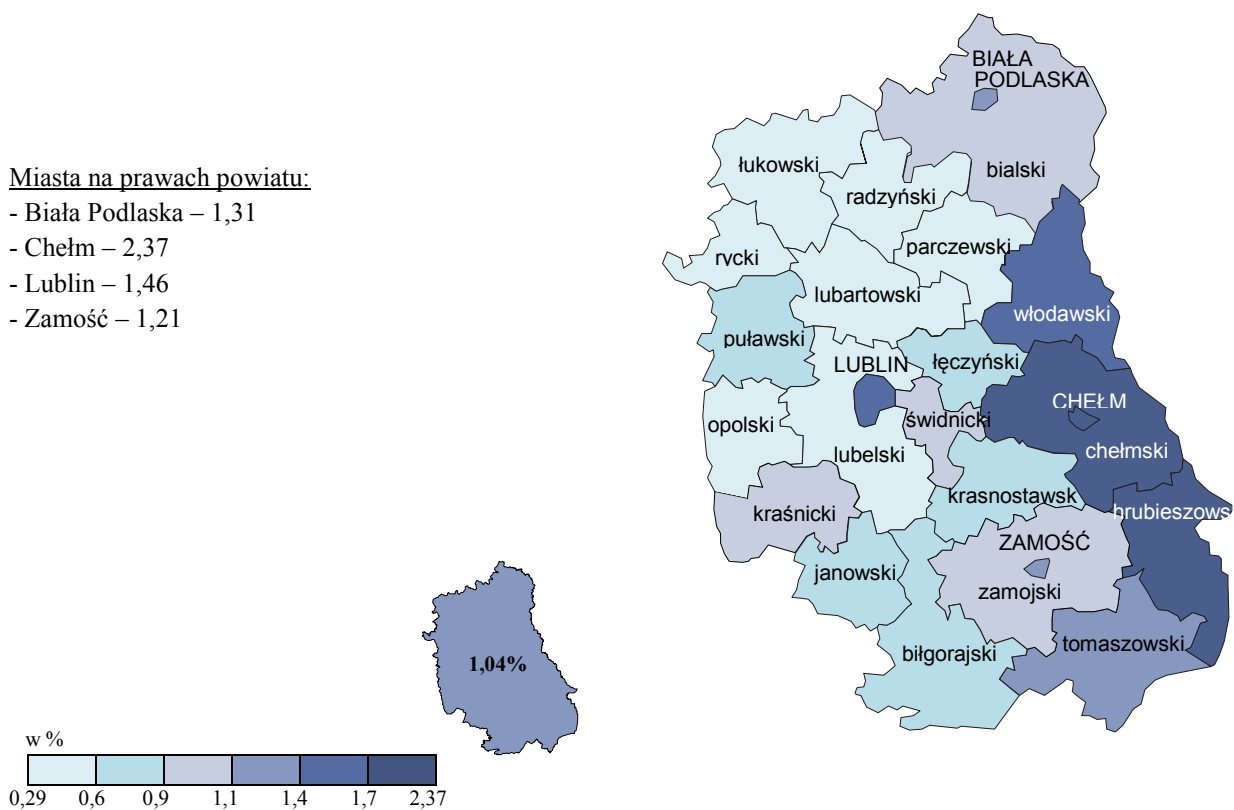 Miasta na prawach powiatu:
- Biała Podlaska – 1,31
- Chełm – 2,37
- Lublin – 1,46
- Zamość – 1,21
BIAŁA
PODLASKA
bialski
łukowski
radzyński
parczewski
rycki
lubartowski
włodawski
puławski
łęczyński
LUBLIN
CHEŁM
świdnicki
opolski
lubelski
chełmski
krasnostawsk
kraśnicki
hrubieszows
ZAMOŚĆ
janowski
zamojski
tomaszowski
biłgorajski
1,04%
w %
0,29 0,6 0,9 1,1 1,4 1,7 2,37